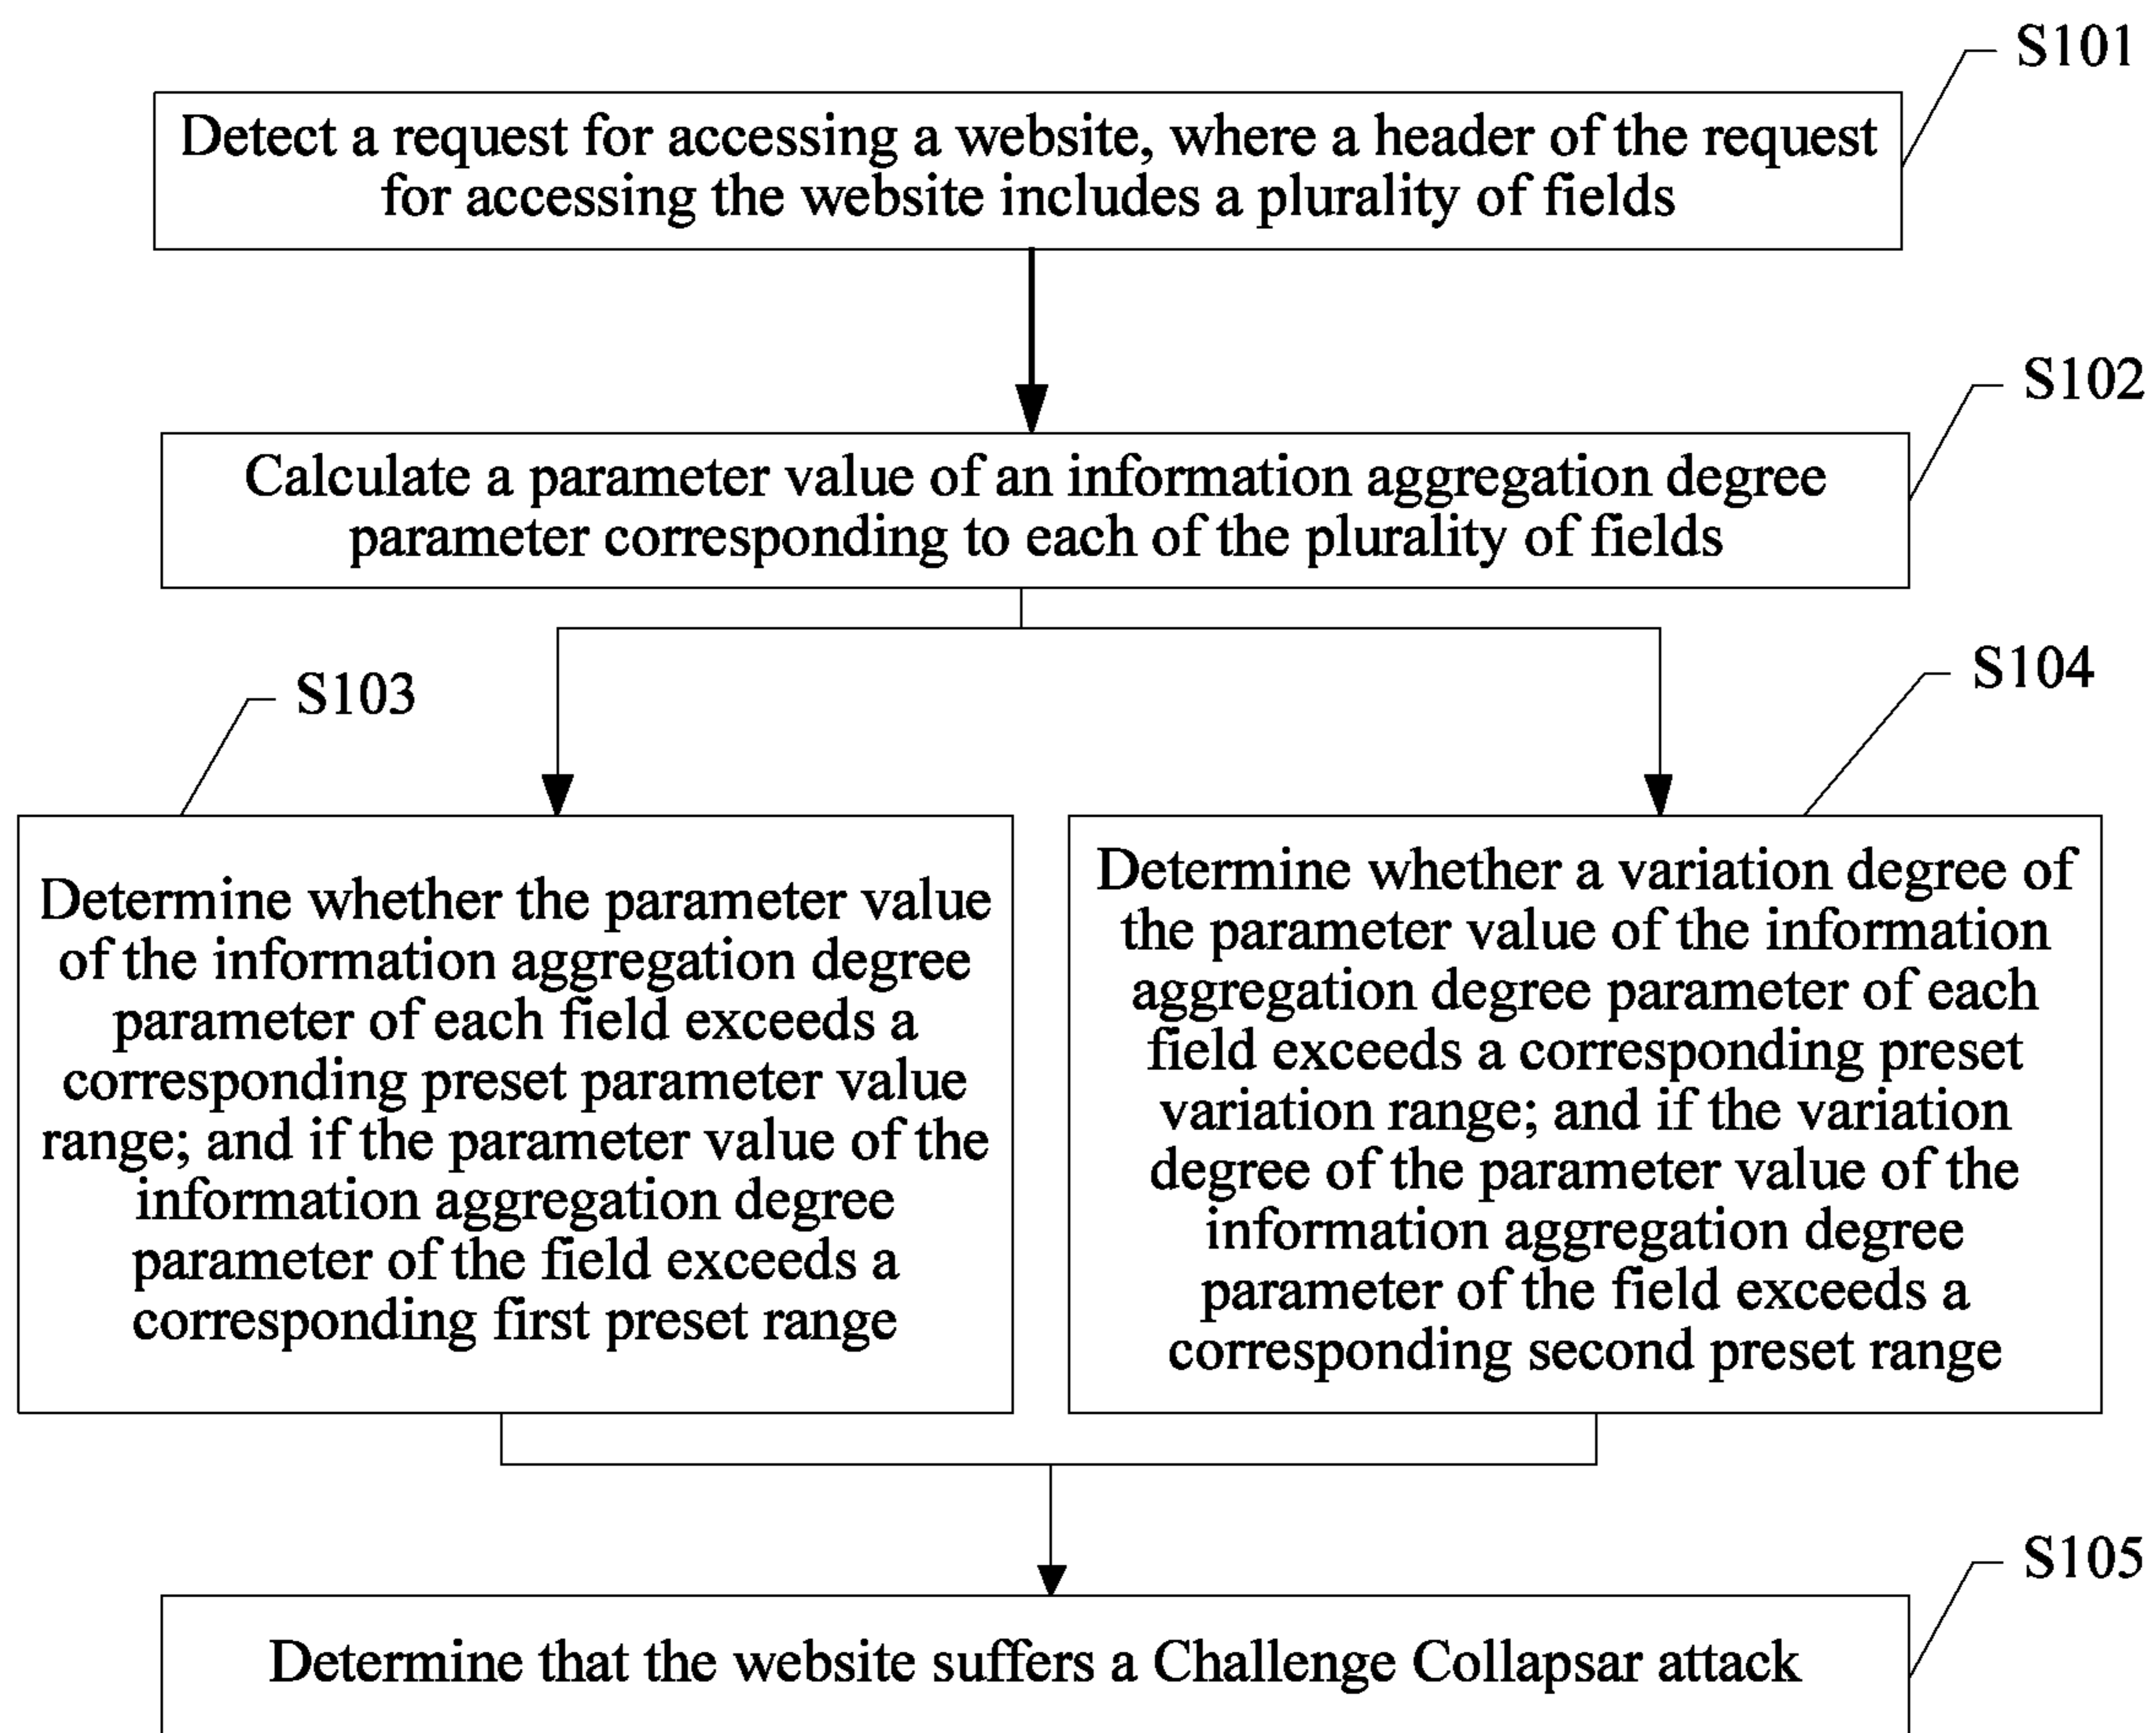 S101
Detect a request for accessing a website, where a header of the request
for accessing the website includes a plurality of fields
S102
Calculate a parameter value of an information aggregation degree
parameter corresponding to each of the plurality of fields
S103
Determine whether the parameter value
of the information aggregation degree
parameter of each field exceeds a
corresponding preset parameter value
range; and if the parameter value of the
information aggregation degree
parameter of the field exceeds a
corresponding first preset range
S104
Determine whether a variation degree of
the parameter value of the information
aggregation degree parameter of each
field exceeds a corresponding preset
variation range; and if the variation
degree of the parameter value of the
information aggregation degree
parameter of the field exceeds a
corresponding second preset range
S105
Determine that the website suffers a Challenge Collapsar attack